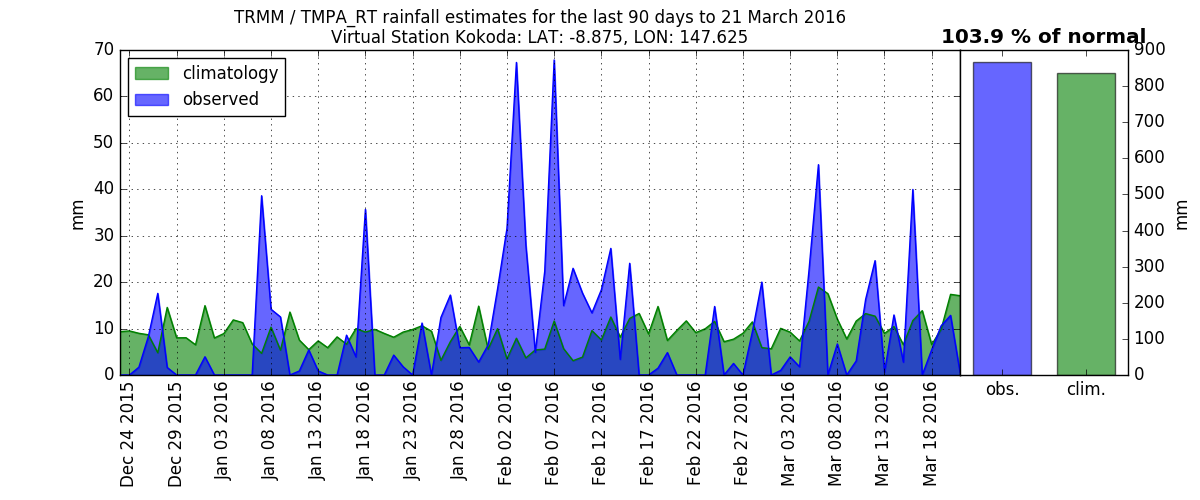 TRMM / TMPA_RT rainfall estimates for the last 90 days to 21 March 2016
Virtual Station Kokoda: LAT: -8.875, LON: 147.625
103.9 % of normal
climatology
observed
mm
70
60
50
40
30
20
10
0
Dec 24 2015
Dec 29 2015
Jan 03 2016
Jan 08 2016
Jan 13 2016
Jan 18 2016
Jan 23 2016
Jan 28 2016
Feb 02 2016
Feb 07 2016
Feb 12 2016
Feb 17 2016
Feb 22 2016
Feb 27 2016
Mar 03 2016
Mar 08 2016
Mar 13 2016
Mar 18 2016
obs.
clim.
900
800
700
600
500
400
300
200
100
0
mm